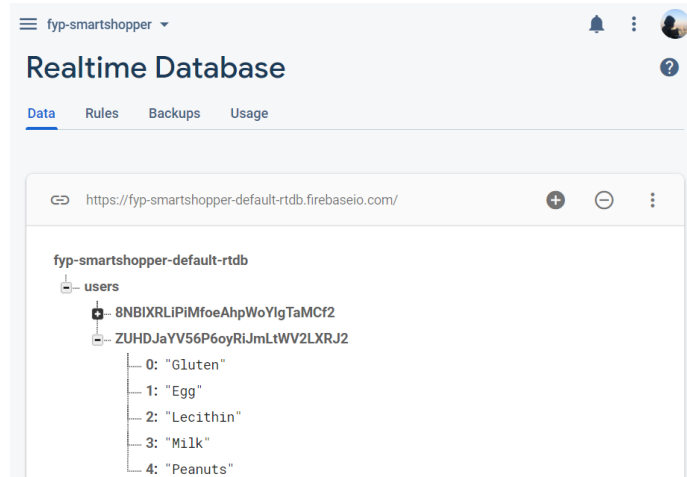 fyp-smartshopper
Realtime Database
Data Rules Backups Usage
https://fyp-smartshopper-default-rtdb.firebaseio.com/
fyp-smartshopper-default-rtdb
users
8NBIXRLiPiMfoeAhpWoYlgTaMCf2
ZUHDJaYV56P6oyRiJmLtWV2LXRJ2
0: "Gluten"
1: "Egg"
2: "Lecithin"
3: "Milk"
4: "Peanuts"